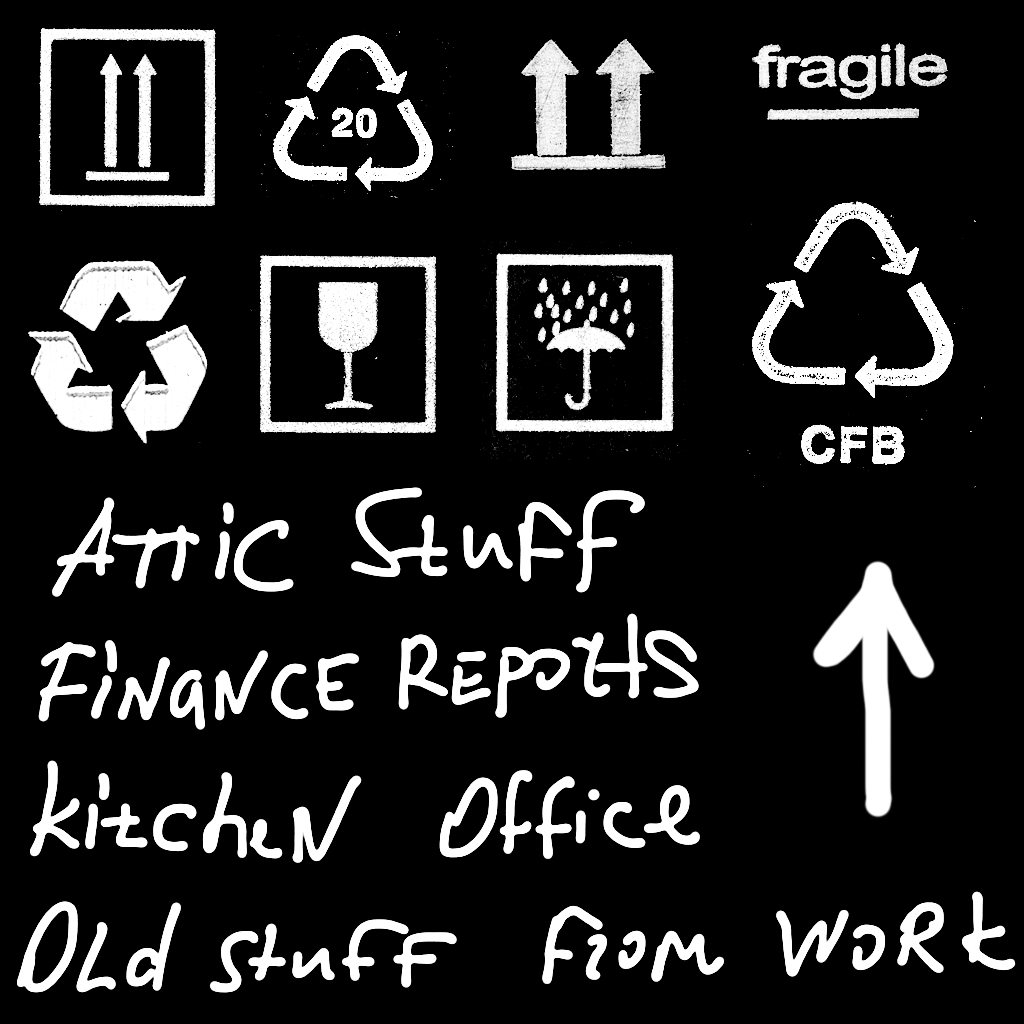 20
fragile
CFB
Attic Stuff
FiNaNCE REPORTS
kitchEN Office
OLd stuff from WORk